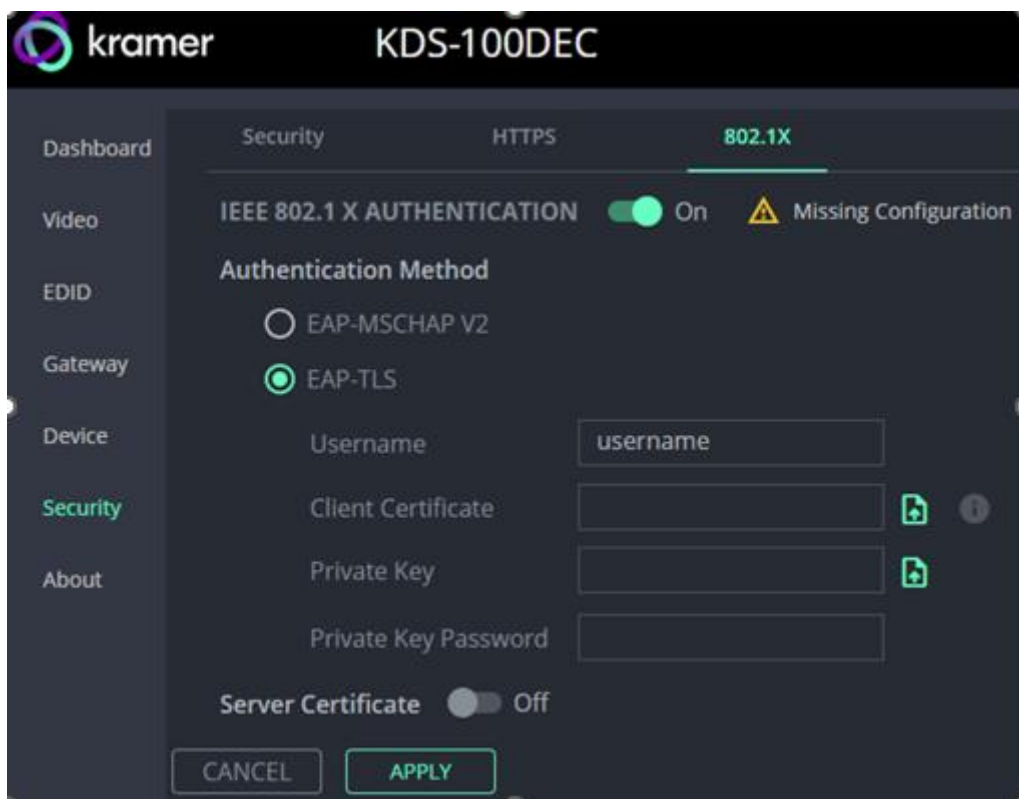 kramer
KDS-100DEC
Dashboard
Video
EDID
Gateway
Device
Security
About
Security HTTPS 802.1X
IEEE 802.1 X AUTHENTICATION On Missing Configuration
Authentication Method
EAP-MSCHAP V2
EAP-TLS
Username username
Client Certificate
Private Key
Private Key Password
Server Certificate Off
CANCEL APPLY